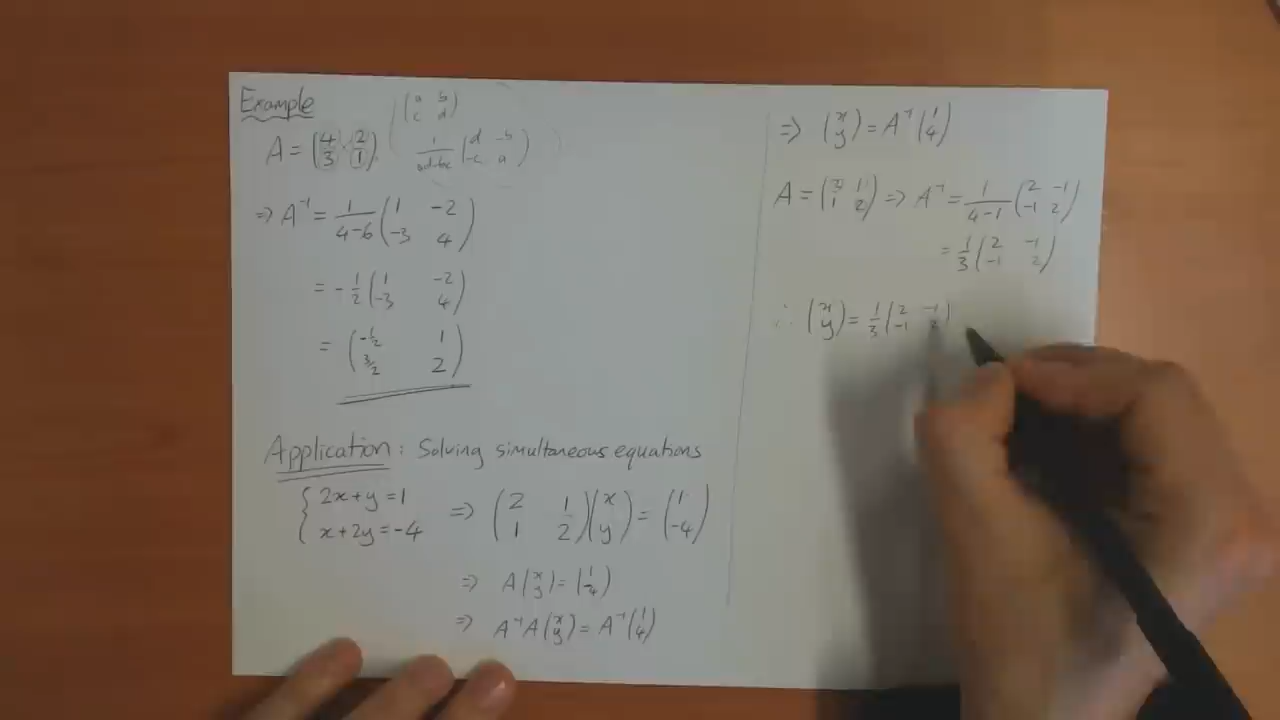 Example
A = (4 2; 3 1)
(a b; c d)
1/(ad-bc) (d -b; -c a)
=> A⁻¹ = 1/(4-6) (1 -2; -3 4)
= -1/2 (1 -2; -3 4)
= (-1/2 1; 3/2 2)
Application: Solving simultaneous equations
{ 2x+y=1
x+2y=-4
=> (2 1; 1 2)(x; y) = (1; -4)
=> A(x; y) = (1; -4)
=> A⁻¹A(x; y) = A⁻¹(1; 4)
=> (x; y) = A⁻¹(1; 4)
A = (2 1; 1 2) => A⁻¹ = 1/(4-1) (2 -1; -1 2)
= 1/3 (2 -1; -1 2)
∴ (x; y) = 1/3 (2 -1; -1 2)